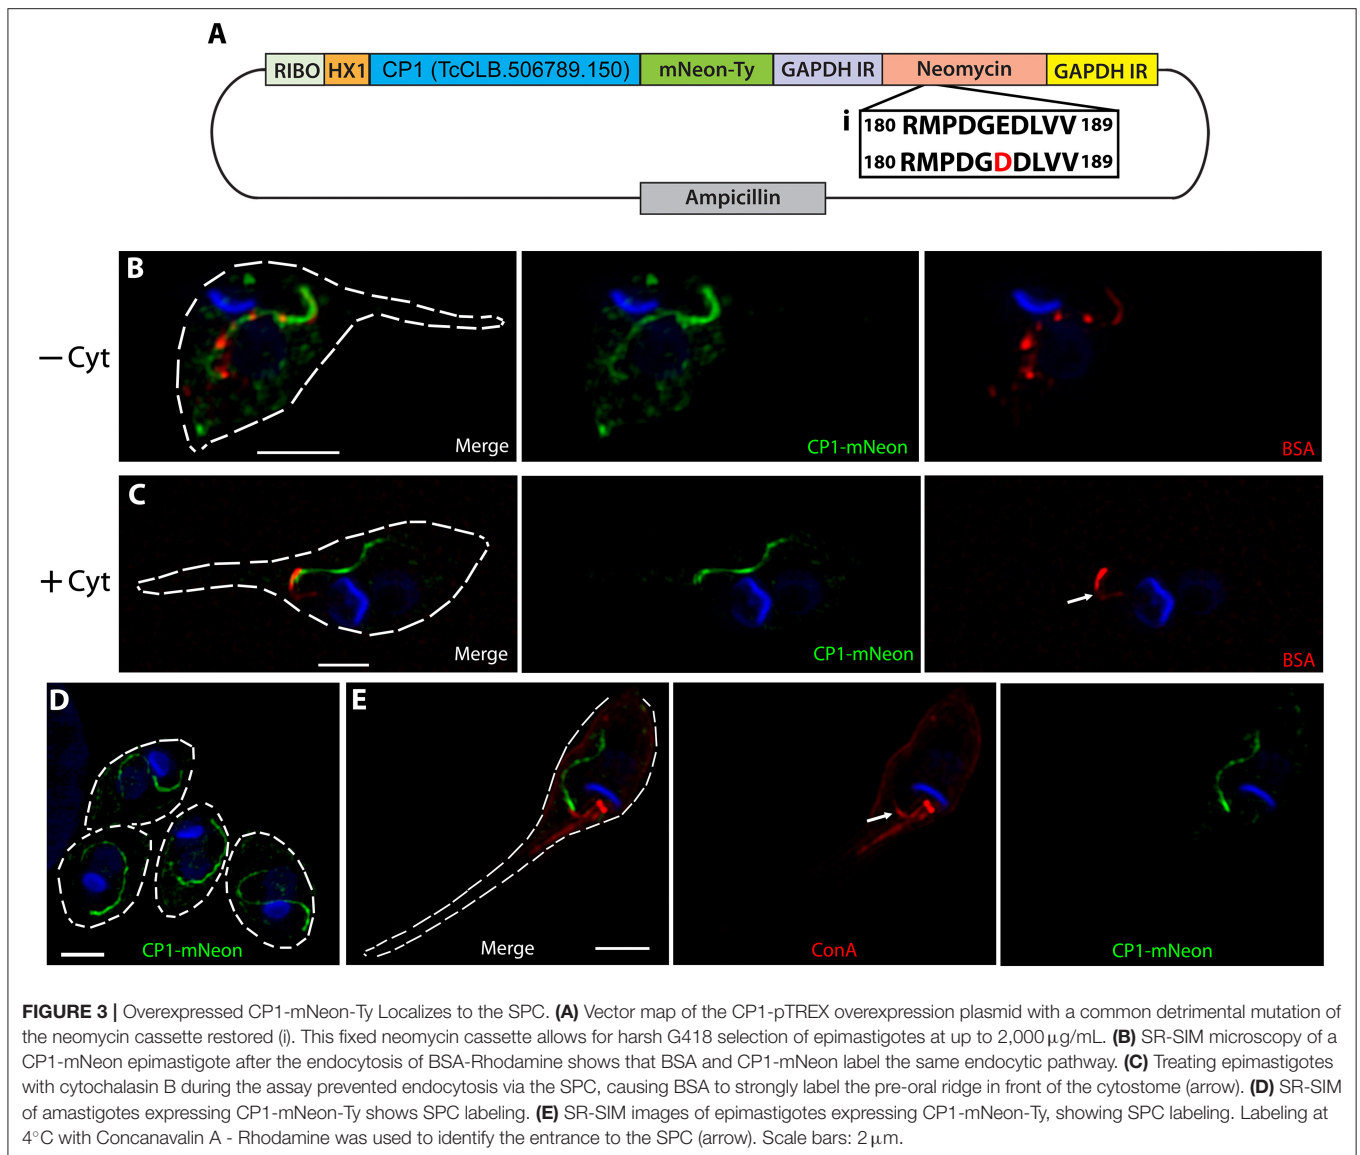 A
RIBO HX1 CP1 (TcCLB.506789.150) mNeon-Ty GAPDH IR Neomycin GAPDH IR
i 180 RMPDGEDLVV 189
180 RMPDGDDLVV 189
Ampicillin
B
– Cyt
Merge CP1-mNeon BSA
C
+ Cyt
Merge CP1-mNeon BSA
D E
CP1-mNeon Merge ConA CP1-mNeon
FIGURE 3 | Overexpressed CP1-mNeon-Ty Localizes to the SPC. (A) Vector map of the CP1-pTREX overexpression plasmid with a common detrimental mutation of
the neomycin cassette restored (i). This fixed neomycin cassette allows for harsh G418 selection of epimastigotes at up to 2,000 µg/mL. (B) SR-SIM microscopy of a
CP1-mNeon epimastigote after the endocytosis of BSA-Rhodamine shows that BSA and CP1-mNeon label the same endocytic pathway. (C) Treating epimastigotes
with cytochalasin B during the assay prevented endocytosis via the SPC, causing BSA to strongly label the pre-oral ridge in front of the cytostome (arrow). (D) SR-SIM
of amastigotes expressing CP1-mNeon-Ty shows SPC labeling. (E) SR-SIM images of epimastigotes expressing CP1-mNeon-Ty, showing SPC labeling. Labeling at
4°C with Concanavalin A - Rhodamine was used to identify the entrance to the SPC (arrow). Scale bars: 2 µm.